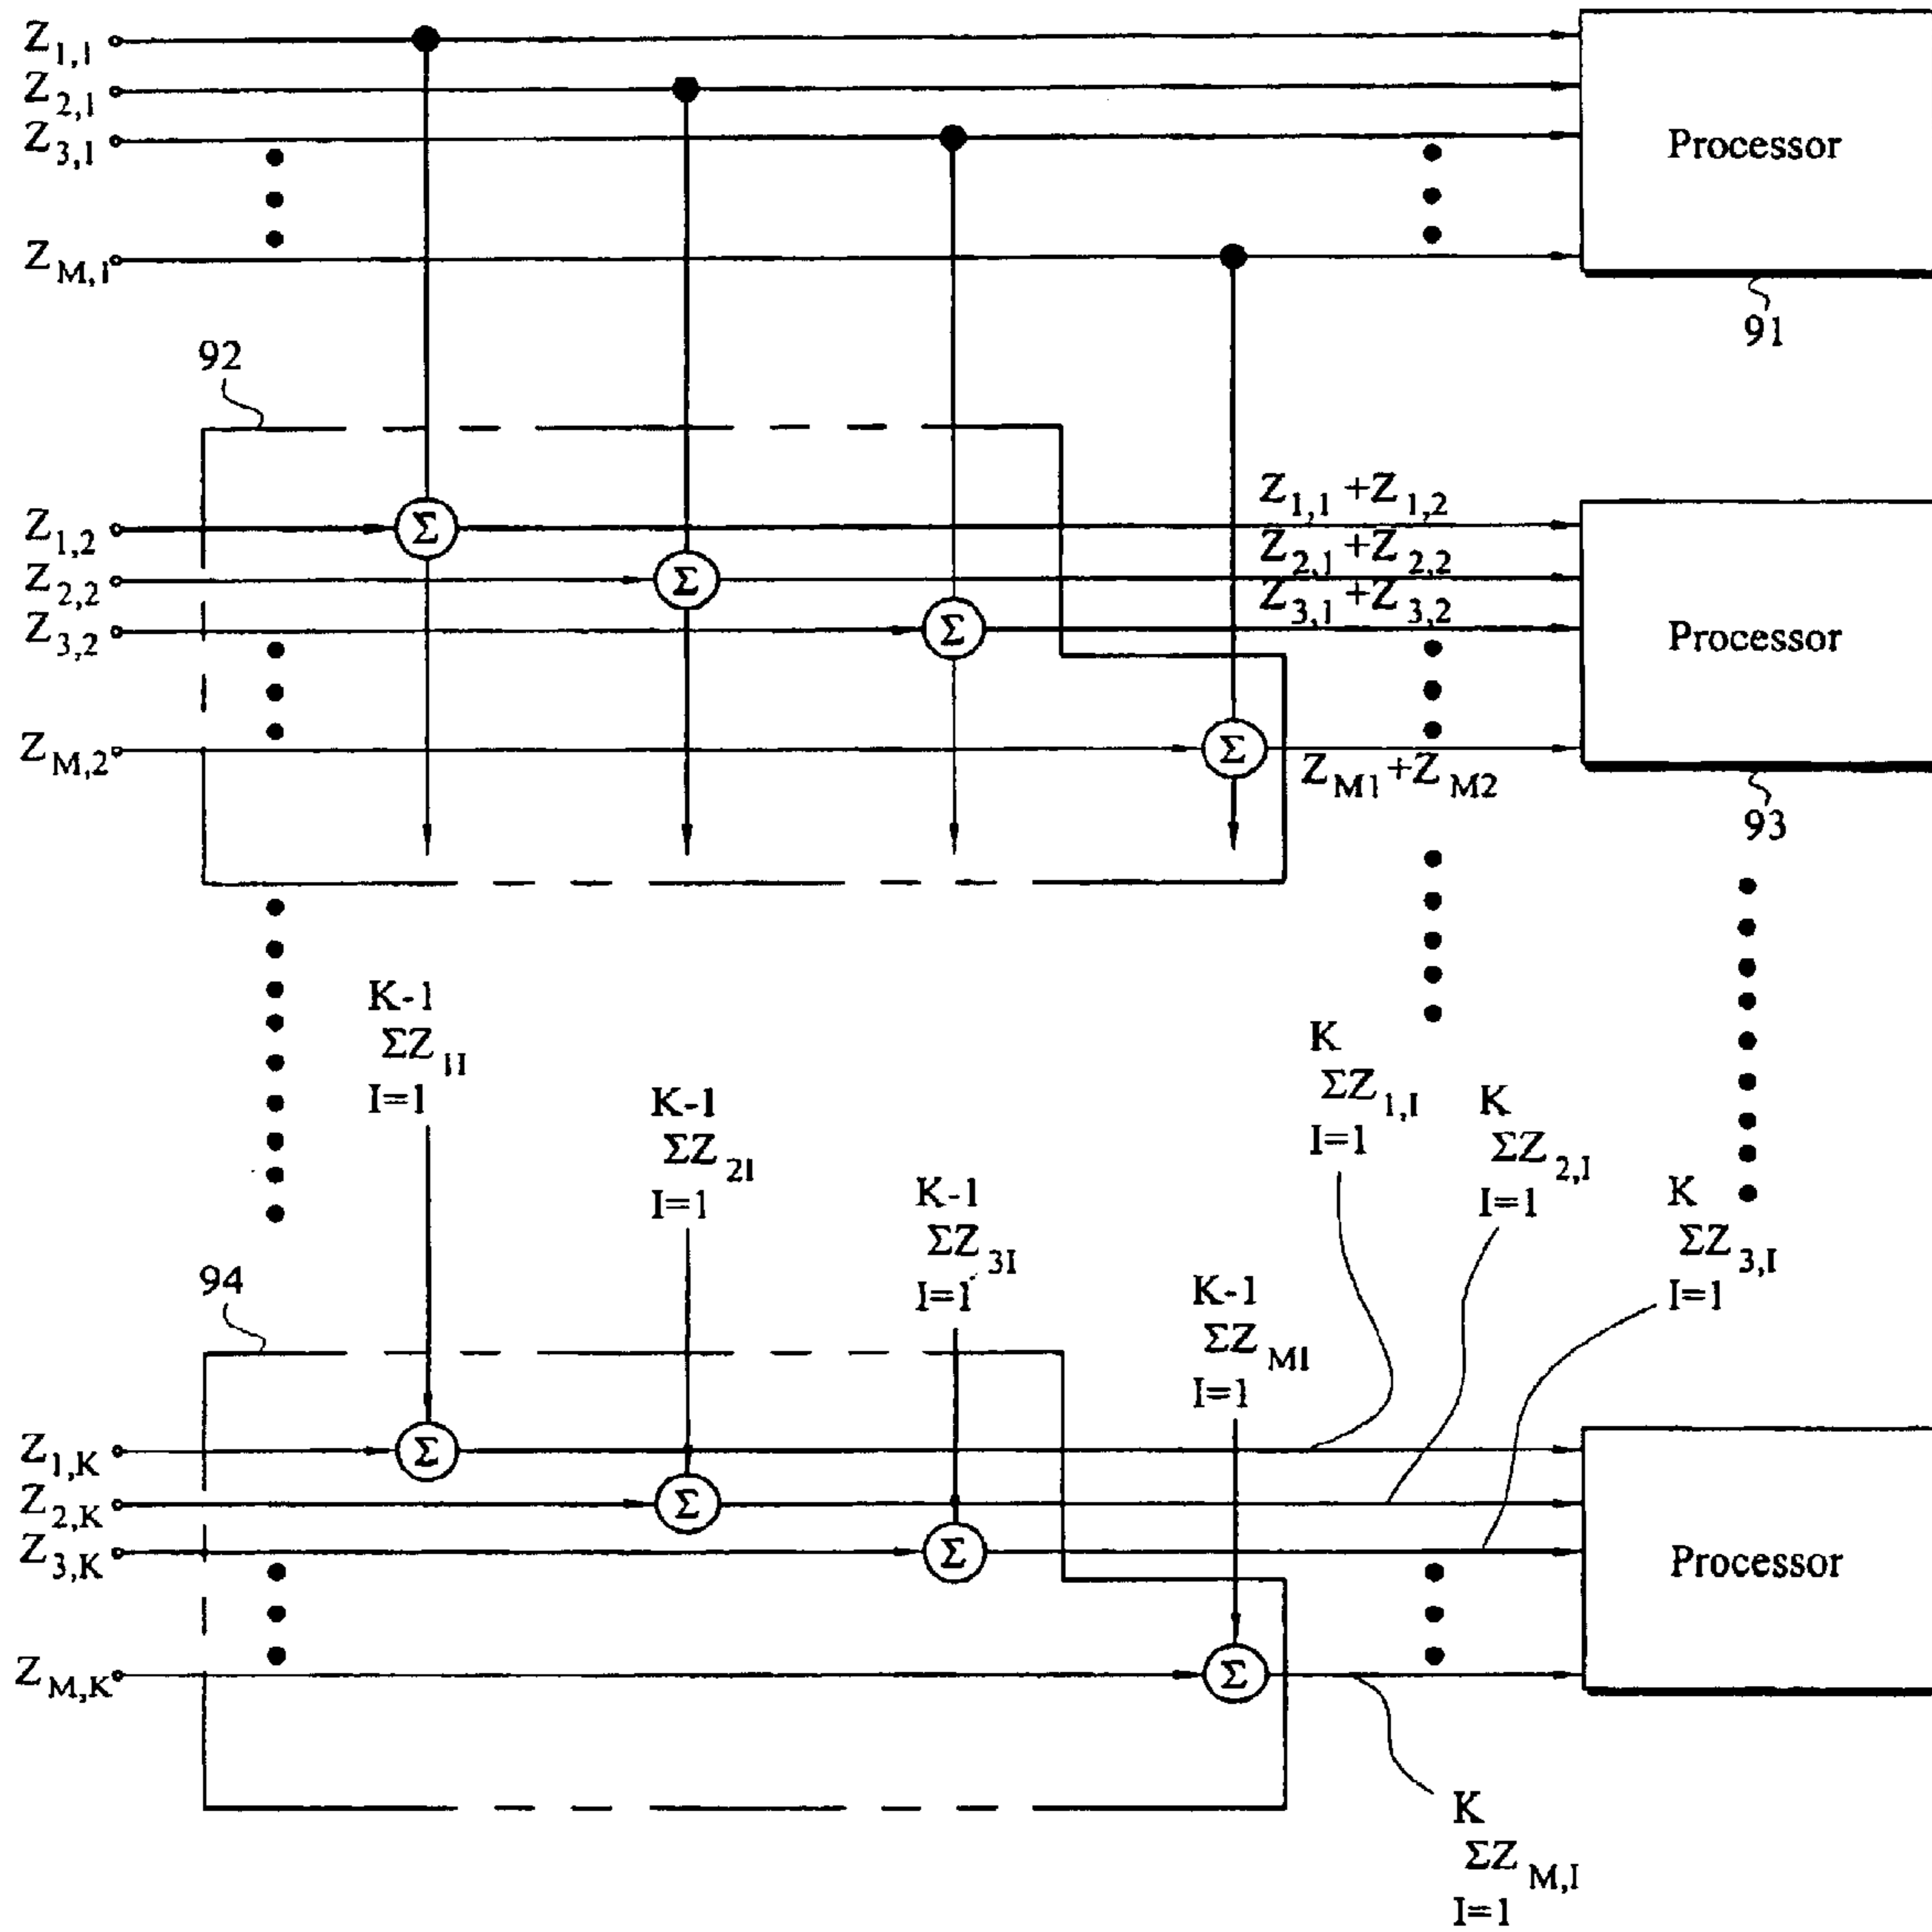 Z1,1
Z2,1
Z3,1
Processor
ZM,1
91
92
Z1,1 +Z1,2
Z1,2
Z2,1 +Z2,2
Z2,2
Z3,1 +Z3,2
Z3,2
Processor
ZM,2
ZM1 +ZM2
93
K-1
ΣZ1I
I=1
K-1
ΣZ2I
I=1
K-1
ΣZ3I
I=1
K-1
ΣZMI
I=1
K
ΣZ1,I
I=1
K
ΣZ2,I
I=1
K
ΣZ3,I
I=1
94
Z1,K
Z2,K
Z3,K
Processor
ZM,K
Σ
Σ
Σ
Σ
Σ
Σ
Σ
Σ
K
ΣZM,I
I=1